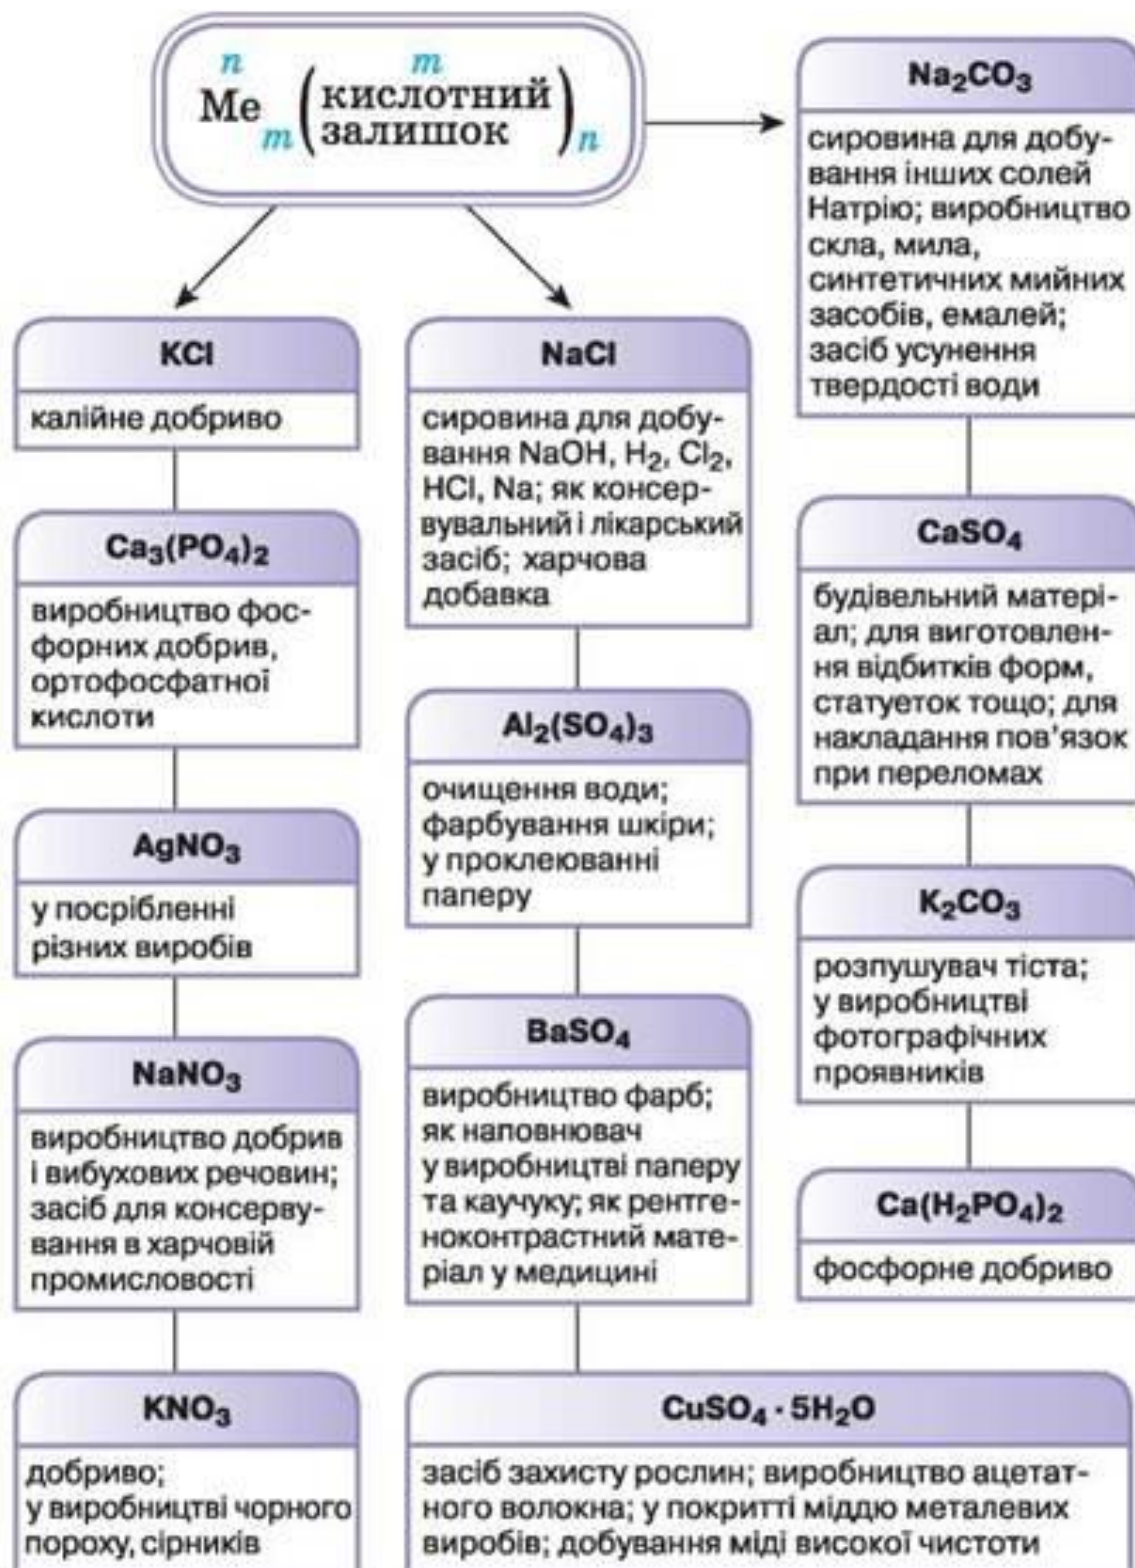 n m
Me m (кислотний
залишок) n
KCl
калійне добриво
Ca₃(PO₄)₂
виробництво фос-
форних добрив,
ортофосфатної
кислоти
AgNO₃
у посрібленні
різних виробів
NaNO₃
виробництво добрив
і вибухових речовин;
засіб для консерву-
вання в харчовій
промисловості
KNO₃
добриво;
у виробництві чорного
пороху, сірників
NaCl
сировина для добу-
вання NaOH, H₂, Cl₂,
HCl, Na; як консер-
вувальний і лікарський
засіб; харчова
добавка
Al₂(SO₄)₃
очищення води;
фарбування шкіри;
у проклеюванні
паперу
BaSO₄
виробництво фарб;
як наповнювач
у виробництві паперу
та каучуку; як рентге-
ноконтрастний мате-
ріал у медицині
CuSO₄ · 5H₂O
засіб захисту рослин; виробництво ацетат-
ного волокна; у покритті міддю металевих
виробів; добування міді високої чистоти
Na₂CO₃
сировина для добу-
вання інших солей
Натрію; виробництво
скла, мила,
синтетичних мийних
засобів, емалей;
засіб усунення
твердості води
CaSO₄
будівельний матері-
ал; для виготовлен-
ня відбитків форм,
статуеток тощо; для
накладання пов’язок
при переломах
K₂CO₃
розпушувач тіста;
у виробництві
фотографічних
проявників
Ca(H₂PO₄)₂
фосфорне добриво